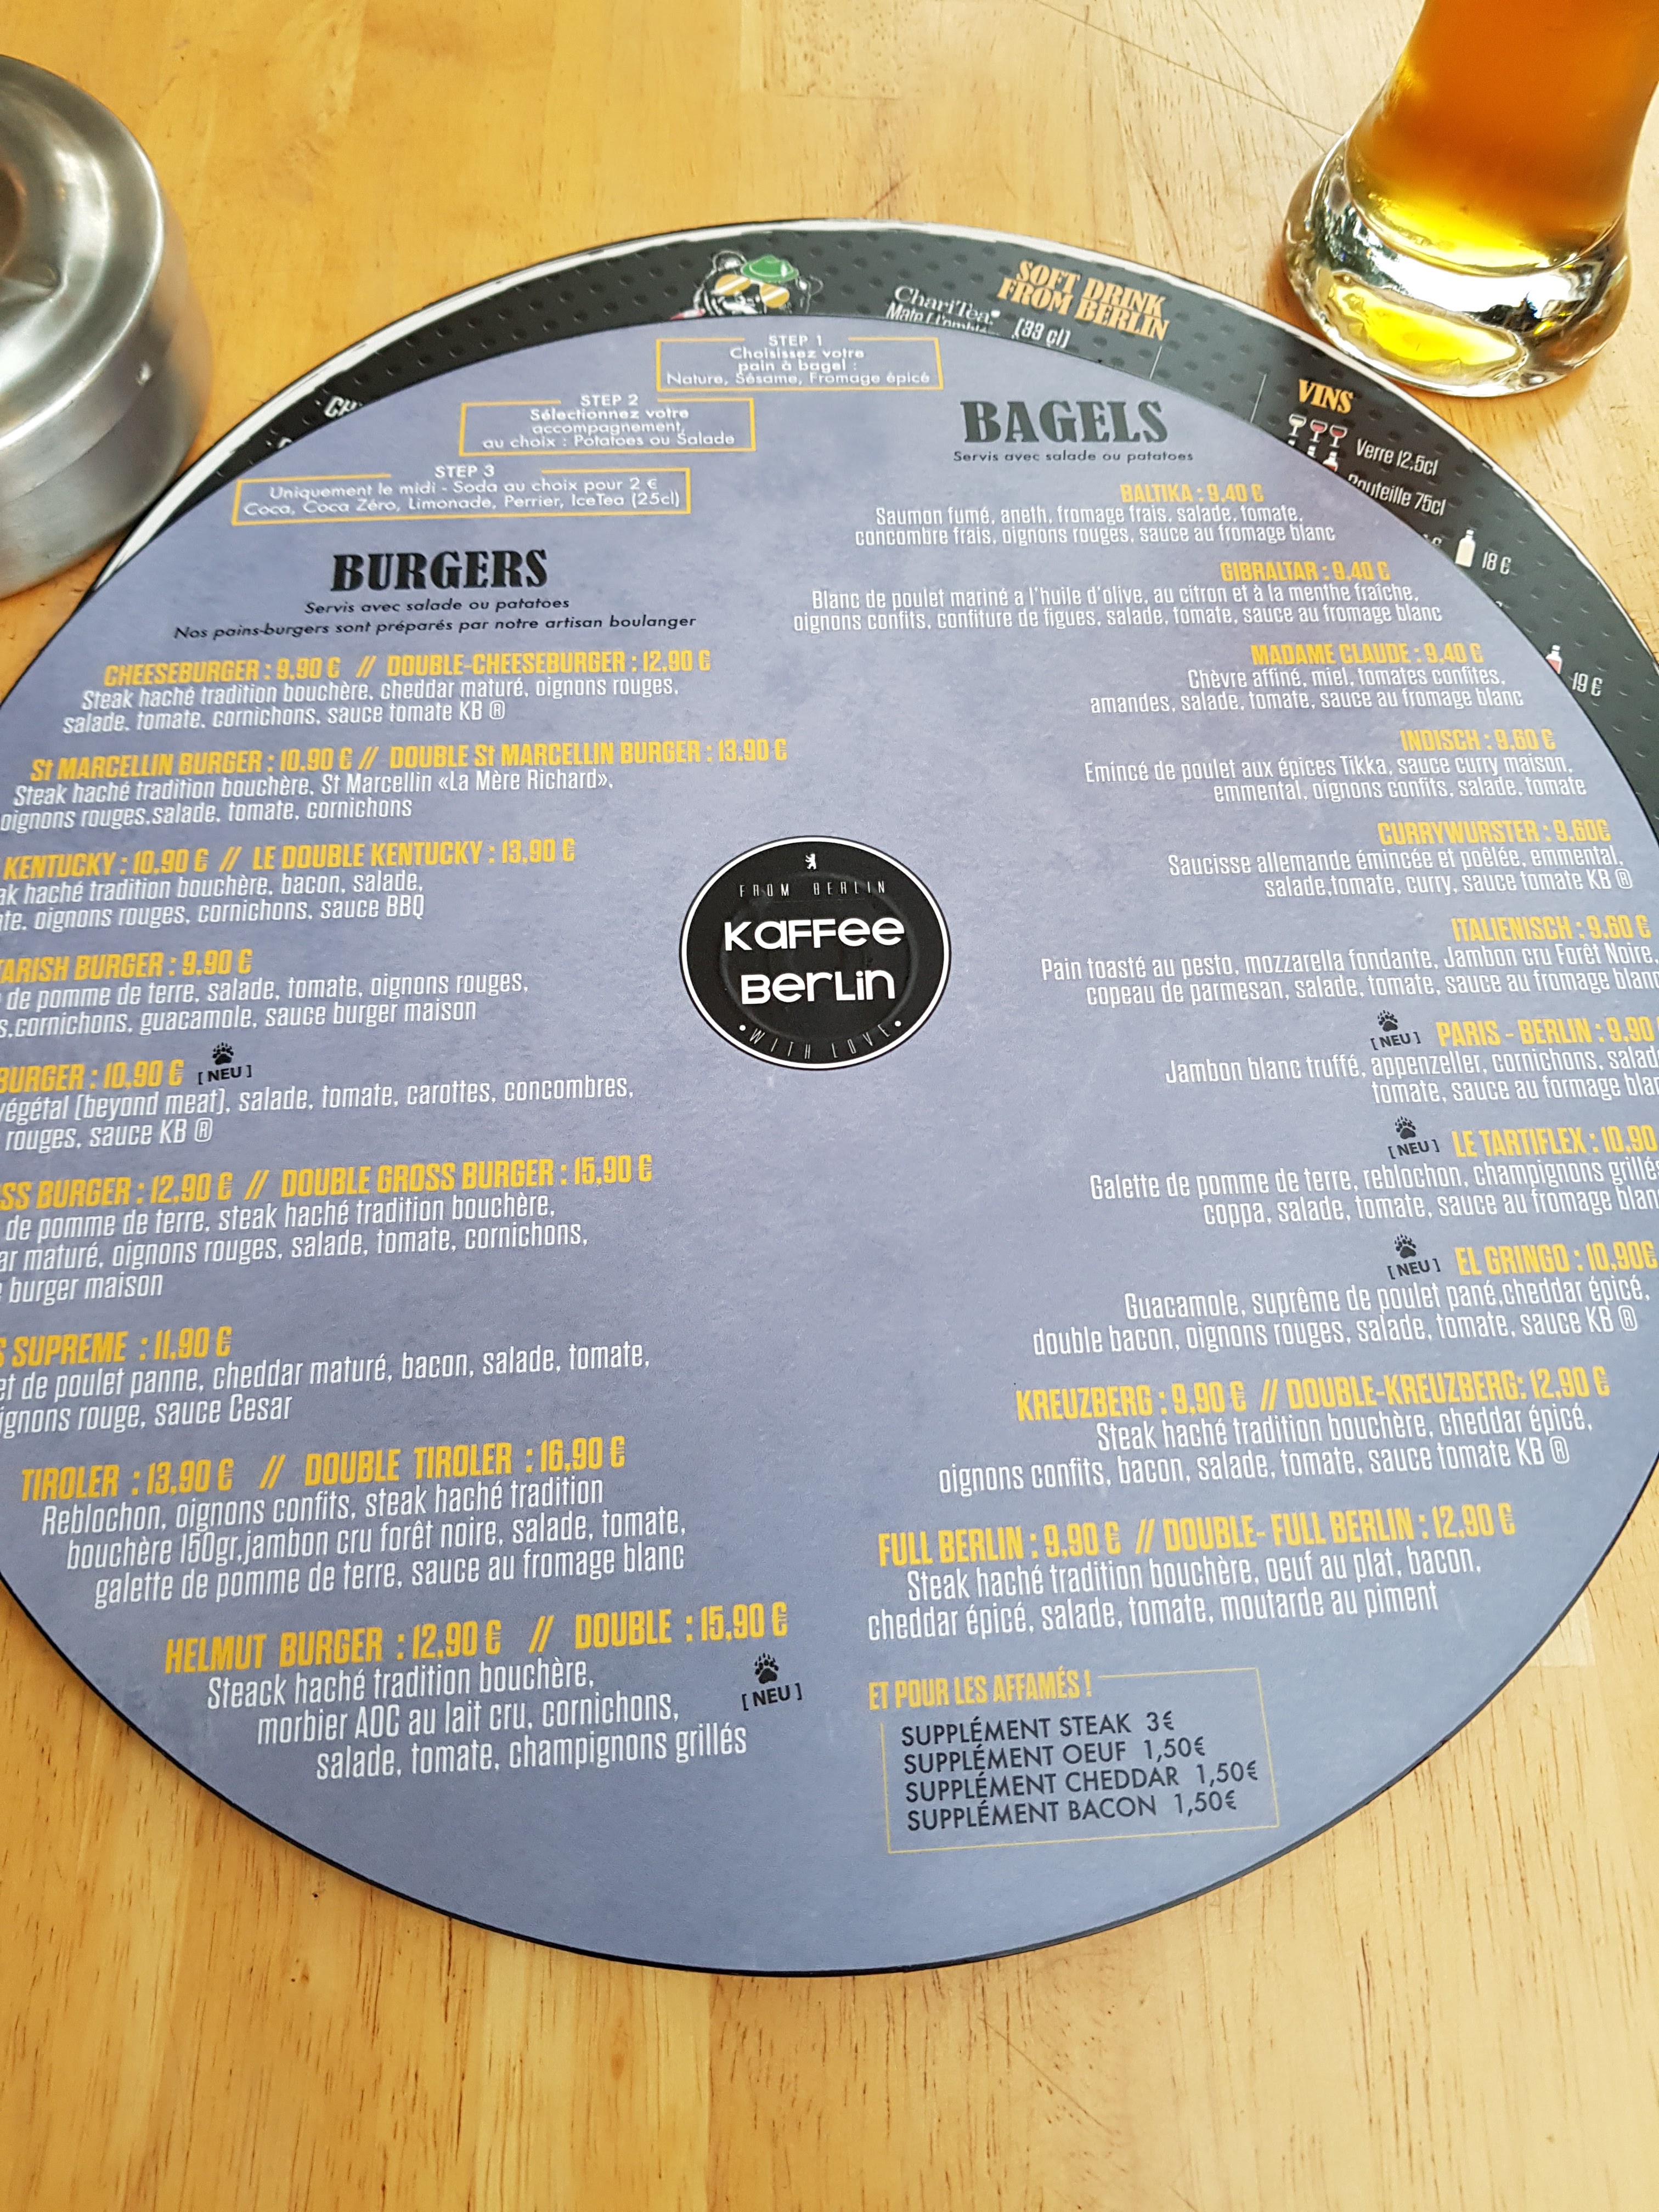 SOFT DRINK
FROM BERLIN
ChariTea
Mate
(33 cl)
VINS
Verre 12.5cl
Bouteille 75cl
18 €
19 €
STEP 1
Choisissez votre
pain à bagel :
Nature, Sésame, Fromage épicé
STEP 2
Sélectionnez votre
accompagnement,
au choix : Potatoes ou Salade
STEP 3
Uniquement le midi - Soda au choix pour 2 €
Coca, Coca Zéro, Limonade, Perrier, IceTea (25cl)
BURGERS
Servis avec salade ou patatoes
Nos pains-burgers sont préparés par notre artisan boulanger
CHEESEBURGER : 9,90 € // DOUBLE-CHEESEBURGER : 12,90 €
Steak haché tradition bouchère, cheddar maturé, oignons rouges,
salade, tomate, cornichons, sauce tomate KB ®
St MARCELLIN BURGER : 10,90 € // DOUBLE St MARCELLIN BURGER : 13,90 €
Steak haché tradition bouchère, St Marcellin «La Mère Richard»,
oignons rouges,salade, tomate, cornichons
KENTUCKY : 10,90 € // LE DOUBLE KENTUCKY : 13,90 €
haché tradition bouchère, bacon, salade,
oignons rouges, cornichons, sauce BBQ
BURGER : 9,90 €
de pomme de terre, salade, tomate, oignons rouges,
cornichons, guacamole, sauce burger maison
BURGER : 10,90 € [ NEU ]
végétal (beyond meat), salade, tomate, carottes, concombres,
rouges, sauce KB ®
BURGER : 12,90 € // DOUBLE GROSS BURGER : 15,90 €
de pomme de terre, steak haché tradition bouchère,
maturé, oignons rouges, salade, tomate, cornichons,
burger maison
SUPREME : 11,90 €
de poulet panne, cheddar maturé, bacon, salade, tomate,
rouge, sauce Cesar
TIROLER : 13,90 € // DOUBLE TIROLER : 16,90 €
Reblochon, oignons confits, steak haché tradition
bouchère 150gr,jambon cru forêt noire, salade, tomate,
galette de pomme de terre, sauce au fromage blanc
HELMUT BURGER : 12,90 € // DOUBLE : 15,90 €
Steack haché tradition bouchère,
morbier AOC au lait cru, cornichons,
salade, tomate, champignons grillés
[ NEU ]
FROM BERLIN
KAFFEE
BERLIN
WITH LOVE
BAGELS
Servis avec salade ou patatoes
BALTIKA : 9,40 €
Saumon fumé, aneth, fromage frais, salade, tomate,
concombre frais, oignons rouges, sauce au fromage blanc
GIBRALTAR : 9,40 €
Blanc de poulet mariné a l'huile d'olive, au citron et à la menthe fraîche,
oignons confits, confiture de figues, salade, tomate, sauce au fromage blanc
MADAME CLAUDE : 9,40 €
Chèvre affiné, miel, tomates confites,
amandes, salade, tomate, sauce au fromage blanc
INDISCH : 9,60 €
Emincé de poulet aux épices Tikka, sauce curry maison,
emmental, oignons confits, salade, tomate
CURRYWURSTER : 9,60€
Saucisse allemande émincée et poêlée, emmental,
salade,tomate, curry, sauce tomate KB ®
ITALIENISCH : 9,60 €
Pain toasté au pesto, mozzarella fondante, Jambon cru Forêt Noire,
copeau de parmesan, salade, tomate, sauce au fromage blanc
[ NEU ] PARIS - BERLIN : 9,90
Jambon blanc truffé, appenzeller, cornichons, salad
tomate, sauce au formage blan
[ NEU ] LE TARTIFLEX : 10,90
Galette de pomme de terre, reblochon, champignons grillés
coppa, salade, tomate, sauce au fromage blanc
[ NEU ] EL GRINGO : 10,90€
Guacamole, suprême de poulet pané,cheddar épicé,
double bacon, oignons rouges, salade, tomate, sauce KB ®
KREUZBERG : 9,90 € // DOUBLE-KREUZBERG: 12,90 €
Steak haché tradition bouchère, cheddar épicé,
oignons confits, bacon, salade, tomate, sauce tomate KB ®
FULL BERLIN : 9,90 € // DOUBLE- FULL BERLIN : 12,90 €
Steak haché tradition bouchère, oeuf au plat, bacon,
cheddar épicé, salade, tomate, moutarde au piment
ET POUR LES AFFAMÉS !
SUPPLÉMENT STEAK 3€
SUPPLÉMENT OEUF 1,50€
SUPPLÉMENT CHEDDAR 1,50€
SUPPLÉMENT BACON 1,50€